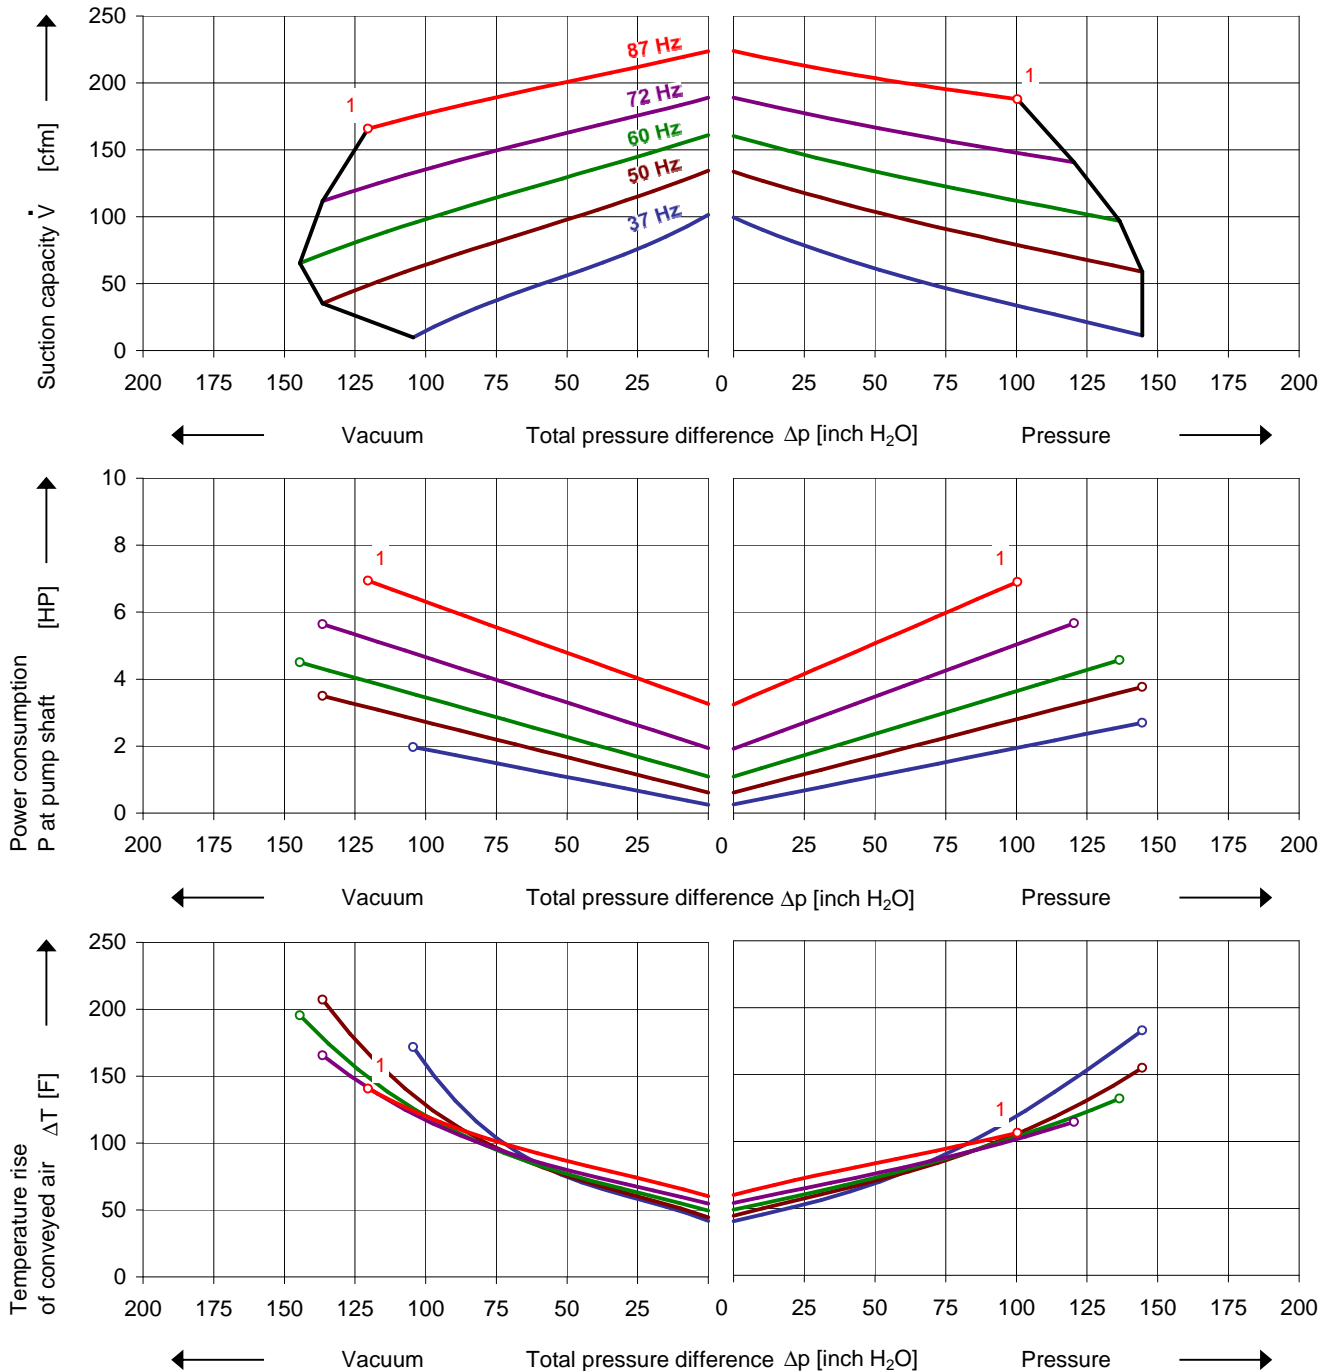 Suction capacity V̇ [cfm]
250
200
150
100
50
0
87 Hz
72 Hz
60 Hz
50 Hz
37 Hz
1
1
200 175 150 125 100 75 50 25 0 25 50 75 100 125 150 175 200
Vacuum Total pressure difference Δp [inch H₂O] Pressure
Power consumption
P at pump shaft [HP]
10
8
6
4
2
0
1
1
200 175 150 125 100 75 50 25 0 25 50 75 100 125 150 175 200
Vacuum Total pressure difference Δp [inch H₂O] Pressure
Temperature rise
of conveyed air ΔT [F]
250
200
150
100
50
0
1
1
200 175 150 125 100 75 50 25 0 25 50 75 100 125 150 175 200
Vacuum Total pressure difference Δp [inch H₂O] Pressure